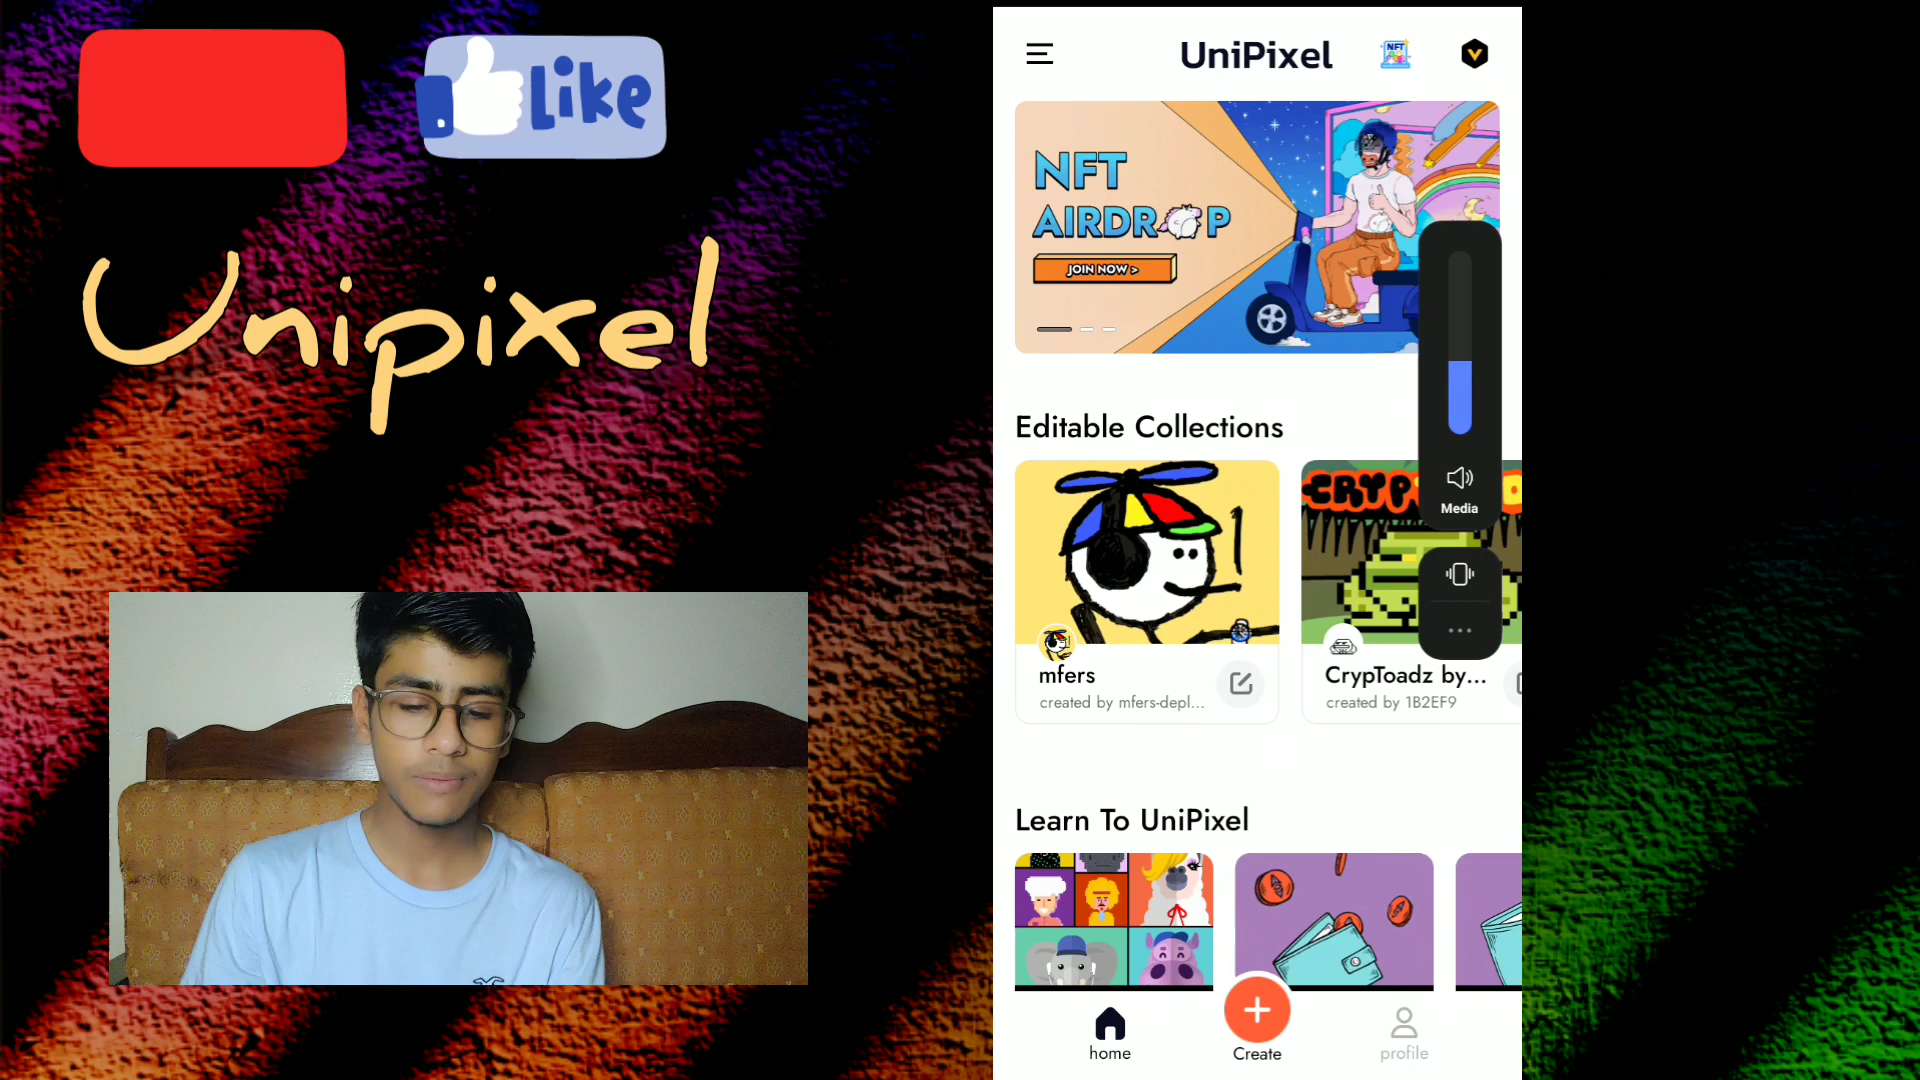 Like
Unipixel
UniPixel
NFT
NFT
AIRDROP
JOIN NOW >
Editable Collections
mfers
created by mfers-depl...
CrypToadz by...
created by 1B2EF9
Media
Learn To UniPixel
home
Create
profile